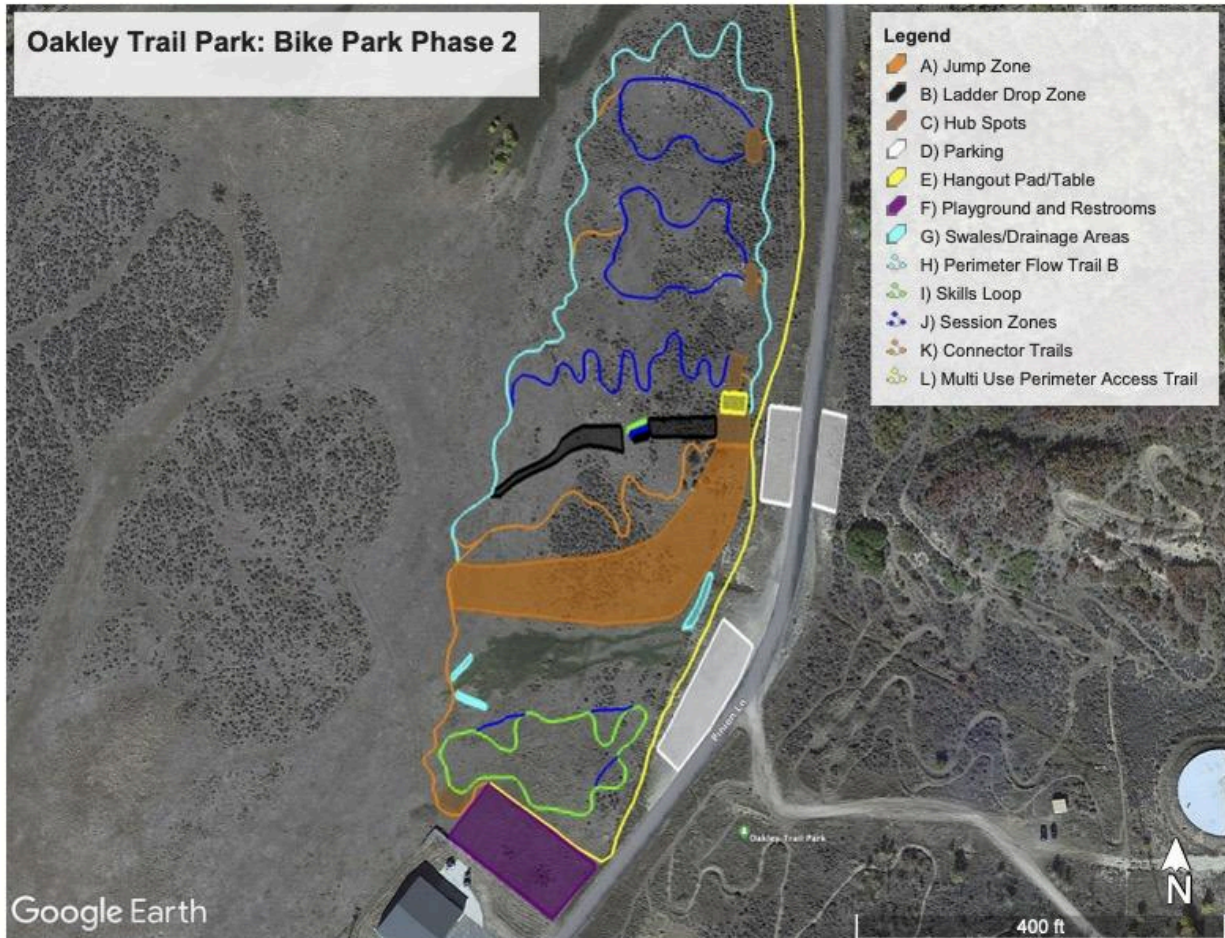 Oakley Trail Park: Bike Park Phase 2
Legend
A) Jump Zone
B) Ladder Drop Zone
C) Hub Spots
D) Parking
E) Hangout Pad/Table
F) Playground and Restrooms
G) Swales/Drainage Areas
H) Perimeter Flow Trail B
I) Skills Loop
J) Session Zones
K) Connector Trails
L) Multi Use Perimeter Access Trail
Pinion Ln
Oakley Trail Park
Google Earth
N
400 ft